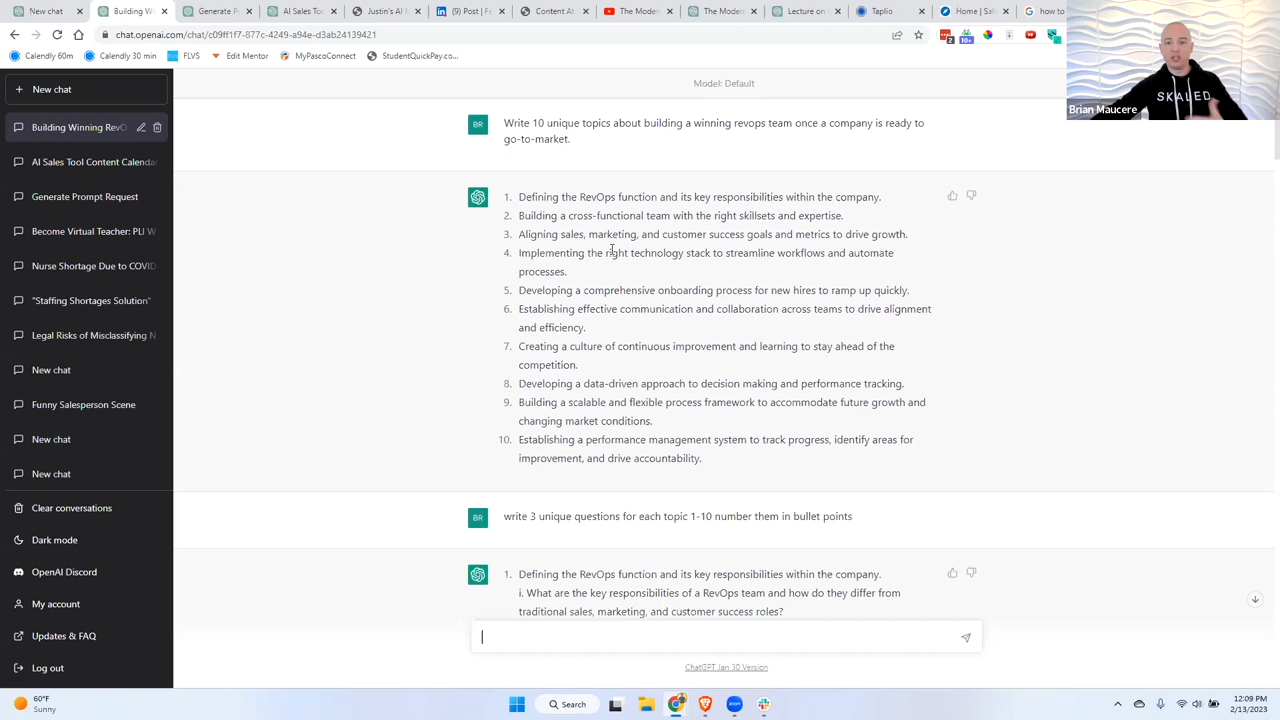 New tab
Building W
Generate P
AI Sales Too
Justin's AI
(9) Post | F
Content At
The Moder
The Moder
Lecture on
Taplio
Home | Sal
How to
chat.openai.com/chat/c09ff1f7-877c-4249-a94e-d3ab241394d1
2
10+
Calendly 60m
Calendly 30 min
FLVS
Edit Mentor
MyPascoConnect
StudentQuickPay.co...
New chat
Building Winning RevO
AI Sales Tool Content Calenda
Generate Prompt Request
Become Virtual Teacher: PLI W
Nurse Shortage Due to COVID
"Staffing Shortages Solution"
Legal Risks of Misclassifying N
New chat
Funny Salesperson Scene
New chat
New chat
Clear conversations
Dark mode
OpenAI Discord
My account
Updates & FAQ
Log out
Model: Default
BR
Write 10 unique topics about building a winning revops team once a company is ready to
go-to-market.
1. Defining the RevOps function and its key responsibilities within the company.
2. Building a cross-functional team with the right skillsets and expertise.
3. Aligning sales, marketing, and customer success goals and metrics to drive growth.
4. Implementing the right technology stack to streamline workflows and automate
processes.
5. Developing a comprehensive onboarding process for new hires to ramp up quickly.
6. Establishing effective communication and collaboration across teams to drive alignment
and efficiency.
7. Creating a culture of continuous improvement and learning to stay ahead of the
competition.
8. Developing a data-driven approach to decision making and performance tracking.
9. Building a scalable and flexible process framework to accommodate future growth and
changing market conditions.
10. Establishing a performance management system to track progress, identify areas for
improvement, and drive accountability.
BR
write 3 unique questions for each topic 1-10 number them in bullet points
1. Defining the RevOps function and its key responsibilities within the company.
i. What are the key responsibilities of a RevOps team and how do they differ from
traditional sales, marketing, and customer success roles?
ChatGPT Jan 30 Version
SKALED
Brian Maucere
60°F
Sunny
Search
zoom
12:09 PM
2/13/2023